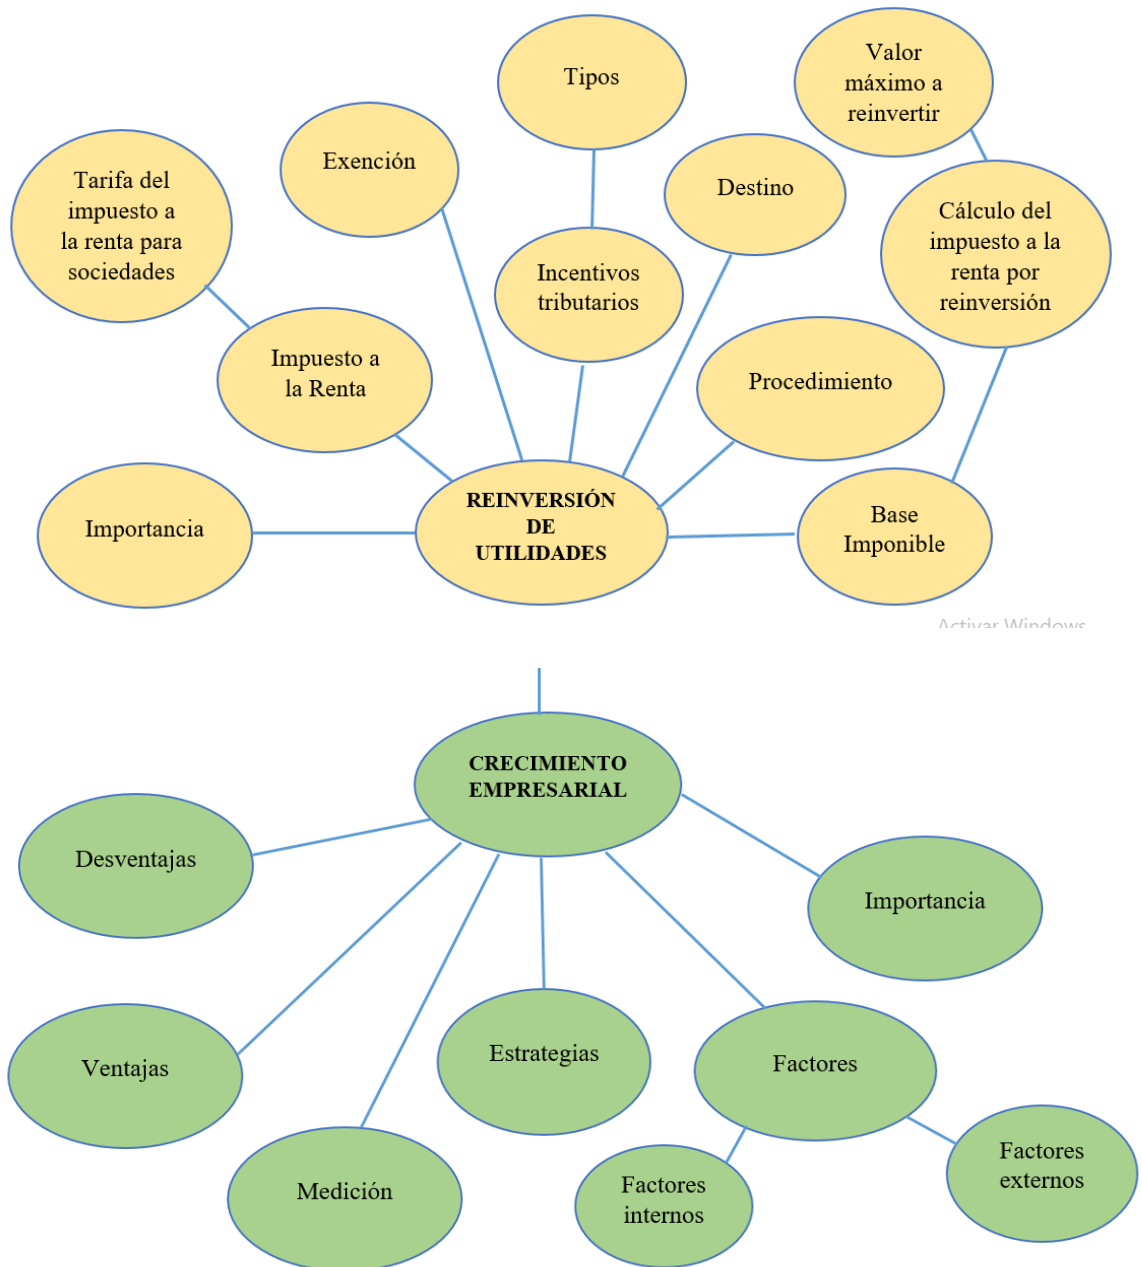 Tipos
Valor
máximo a
reinvertir
Exención
Destino
Tarifa del
impuesto a
la renta para
sociedades
Cálculo del
impuesto a la
renta por
reinversión
Incentivos
tributarios
Impuesto a
la Renta
Procedimiento
Importancia
REINVERSIÓN
DE
UTILIDADES
Base
Imponible
Activar Windows
CRECIMIENTO
EMPRESARIAL
Desventajas
Importancia
Ventajas
Estrategias
Factores
Medición
Factores
internos
Factores
externos